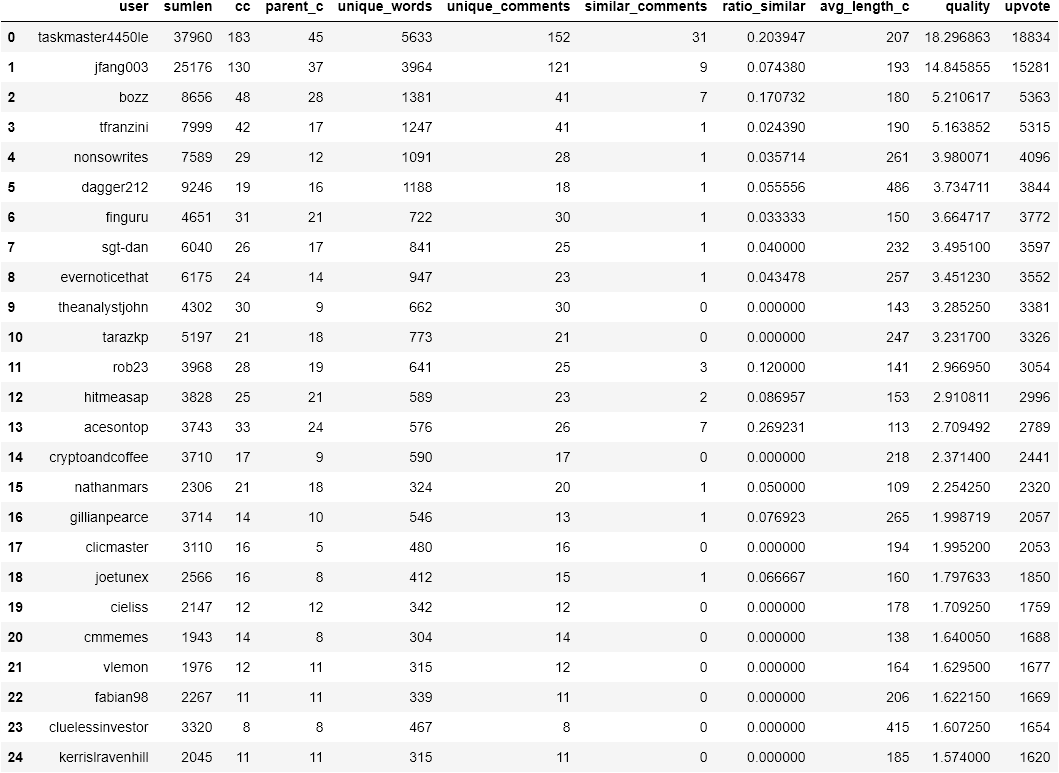 user sumlen cc parent_c unique_words unique_comments similar_comments ratio_similar avg_length_c quality upvote
0 taskmaster4450le 37960 183 45 5633 152 31 0.203947 207 18.296863 18834
1 jfang003 25176 130 37 3964 121 9 0.074380 193 14.845855 15281
2 bozz 8656 48 28 1381 41 7 0.170732 180 5.210617 5363
3 tfranzini 7999 42 17 1247 41 1 0.024390 190 5.163852 5315
4 nonsowrites 7589 29 12 1091 28 1 0.035714 261 3.980071 4096
5 dagger212 9246 19 16 1188 18 1 0.055556 486 3.734711 3844
6 finguru 4651 31 21 722 30 1 0.033333 150 3.664717 3772
7 sgt-dan 6040 26 17 841 25 1 0.040000 232 3.495100 3597
8 evernoticethat 6175 24 14 947 23 1 0.043478 257 3.451230 3552
9 theanalystjohn 4302 30 9 662 30 0 0.000000 143 3.285250 3381
10 tarazkp 5197 21 18 773 21 0 0.000000 247 3.231700 3326
11 rob23 3968 28 19 641 25 3 0.120000 141 2.966950 3054
12 hitmeasap 3828 25 21 589 23 2 0.086957 153 2.910811 2996
13 acesontop 3743 33 24 576 26 7 0.269231 113 2.709492 2789
14 cryptoandcoffee 3710 17 9 590 17 0 0.000000 218 2.371400 2441
15 nathanmars 2306 21 18 324 20 1 0.050000 109 2.254250 2320
16 gillianpearce 3714 14 10 546 13 1 0.076923 265 1.998719 2057
17 clicmaster 3110 16 5 480 16 0 0.000000 194 1.995200 2053
18 joetunex 2566 16 8 412 15 1 0.066667 160 1.797633 1850
19 cieliss 2147 12 12 342 12 0 0.000000 178 1.709250 1759
20 cmmemes 1943 14 8 304 14 0 0.000000 138 1.640050 1688
21 vlemon 1976 12 11 315 12 0 0.000000 164 1.629500 1677
22 fabian98 2267 11 11 339 11 0 0.000000 206 1.622150 1669
23 cluelessinvestor 3320 8 8 467 8 0 0.000000 415 1.607250 1654
24 kerrislravenhill 2045 11 11 315 11 0 0.000000 185 1.574000 1620